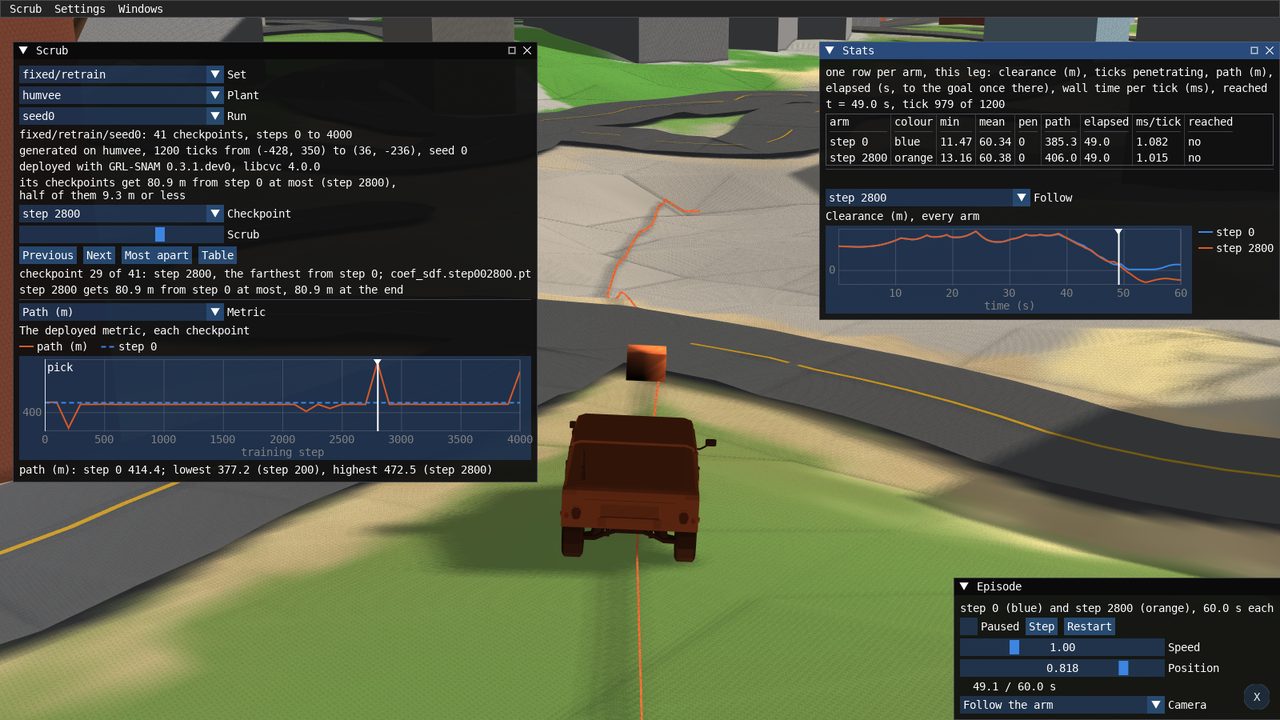 Scrub Settings Windows
Scrub
fixed/retrain Set
humvee Plant
seed0 Run
fixed/retrain/seed0: 41 checkpoints, steps 0 to 4000
generated on humvee, 1200 ticks from (-428, 350) to (36, -236), seed 0
deployed with GRL-SNAM 0.3.1.dev0, libcvc 4.0.0
its checkpoints get 80.9 m from step 0 at most (step 2800),
half of them 9.3 m or less
step 2800 Checkpoint
Scrub
Previous Next Most apart Table
checkpoint 29 of 41: step 2800, the farthest from step 0; coef_sdf.step002800.pt
step 2800 gets 80.9 m from step 0 at most, 80.9 m at the end
Path (m) Metric
The deployed metric, each checkpoint
path (m) step 0
pick
400
0 500 1000 1500 2000 2500 3000 3500 4000
training step
path (m): step 0 414.4; lowest 377.2 (step 200), highest 472.5 (step 2800)
Stats
one row per arm, this leg: clearance (m), ticks penetrating, path (m),
elapsed (s, to the goal once there), wall time per tick (ms), reached
t = 49.0 s, tick 979 of 1200
arm colour min mean pen path elapsed ms/tick reached
step 0 blue 11.47 60.34 0 385.3 49.0 1.082 no
step 2800 orange 13.16 60.38 0 406.0 49.0 1.015 no
step 2800 Follow
Clearance (m), every arm
step 0
step 2800
0
10 20 30 40 50 60
time (s)
Episode
step 0 (blue) and step 2800 (orange), 60.0 s each
Paused Step Restart
1.00 Speed
0.818 Position
49.1 / 60.0 s
Follow the arm Camera
X